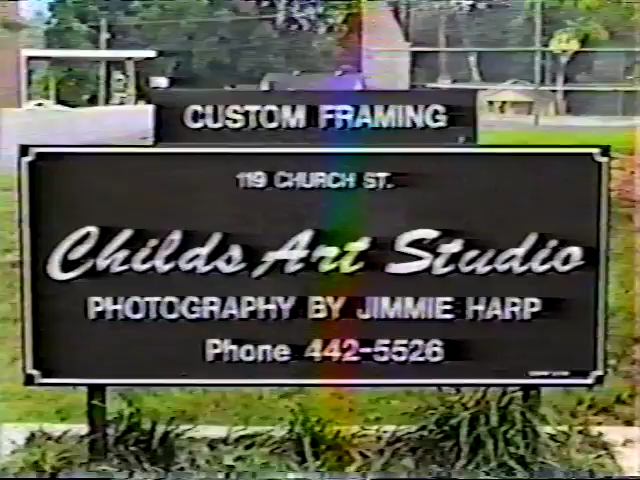 CUSTOM FRAMING
119 CHURCH ST.
Childs Art Studio
PHOTOGRAPHY BY JIMMIE HARP
Phone 442-5526